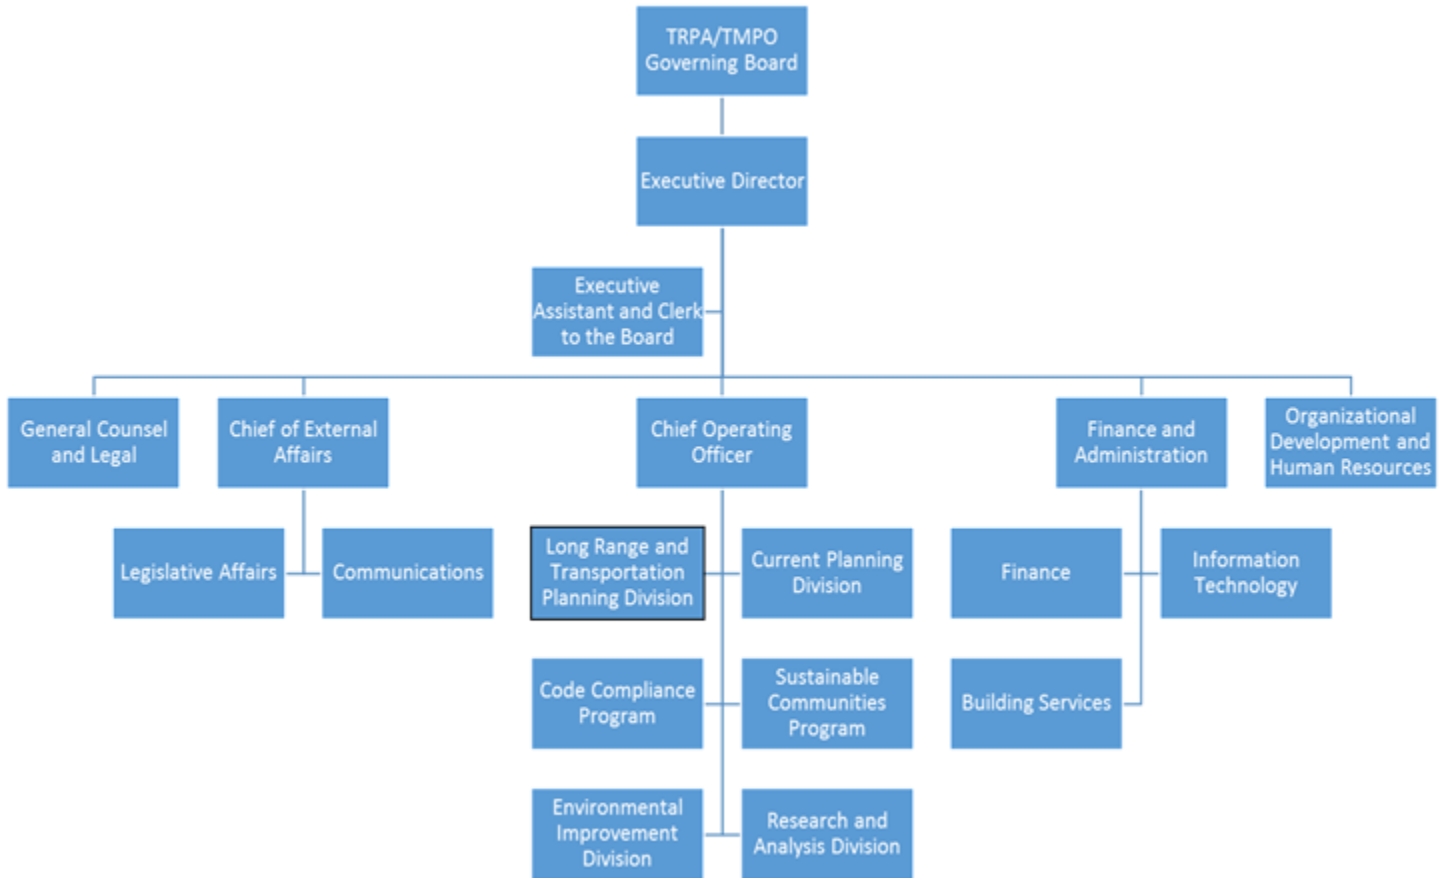 TRPA/TMPO
Governing Board
Executive Director
Executive
Assistant and Clerk
to the Board
General Counsel
and Legal
Chief of External
Affairs
Chief Operating
Officer
Finance and
Administration
Organizational
Development and
Human Resources
Legislative Affairs
Communications
Long Range and
Transportation
Planning Division
Current Planning
Division
Finance
Information
Technology
Code Compliance
Program
Sustainable
Communities
Program
Building Services
Environmental
Improvement
Division
Research and
Analysis Division